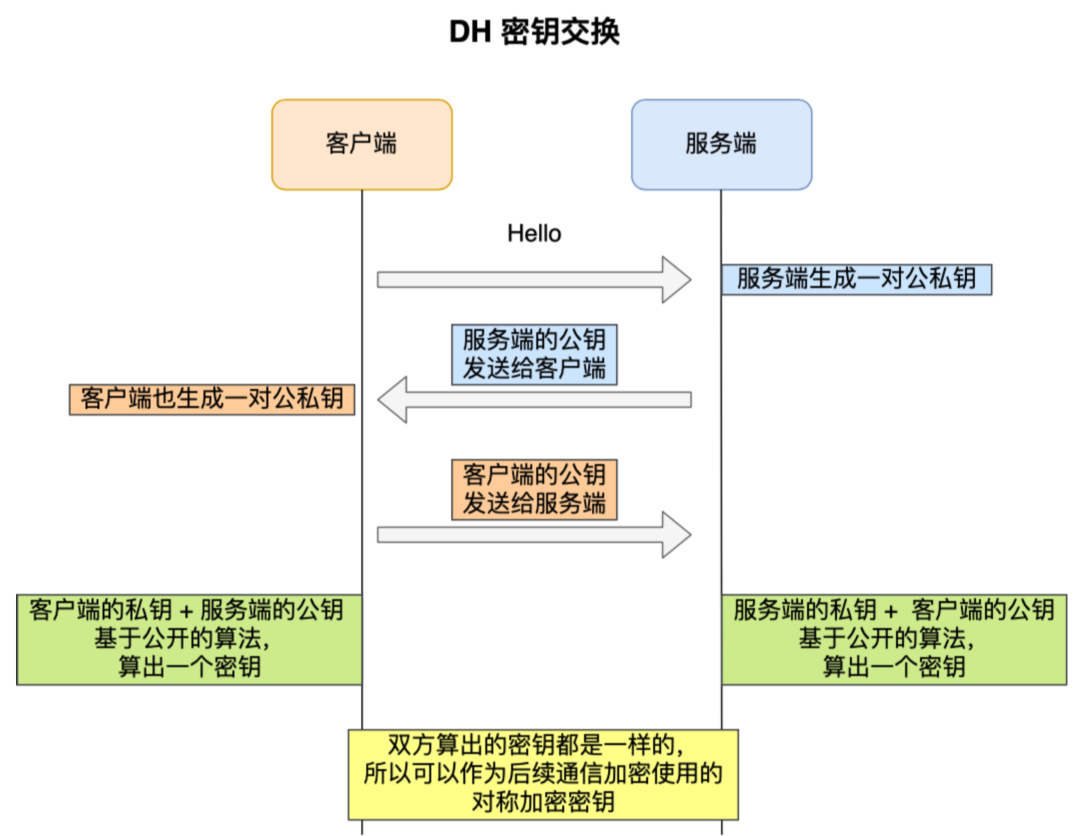 DH 密钥交换
客户端
服务端
Hello
服务端生成一对公私钥
服务端的公钥
发送给客户端
客户端也生成一对公私钥
客户端的公钥
发送给服务端
客户端的私钥 + 服务端的公钥
基于公开的算法,
算出一个密钥
服务端的私钥 + 客户端的公钥
基于公开的算法,
算出一个密钥
双方算出的密钥都是一样的,
所以可以作为后续通信加密使用的
对称加密密钥